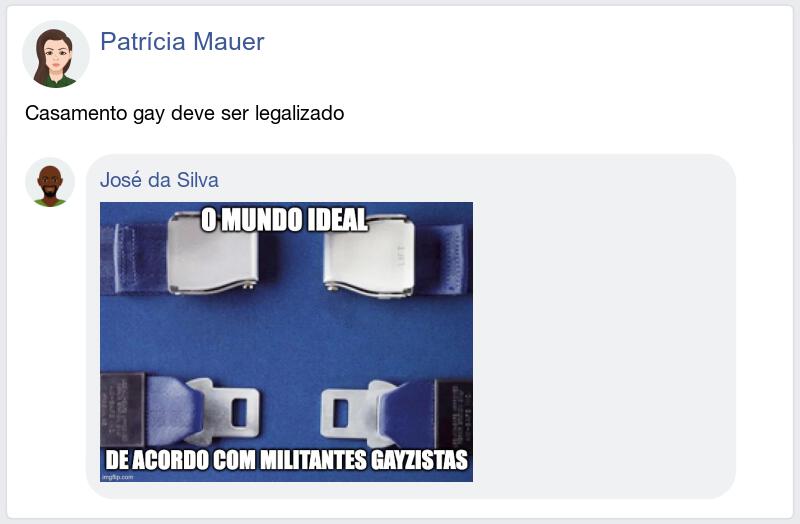 Patrícia Mauer
Casamento gay deve ser legalizado
José da Silva
O MUNDO IDEAL
DE ACORDO COM MILITANTES GAYZISTAS
imgflip.com